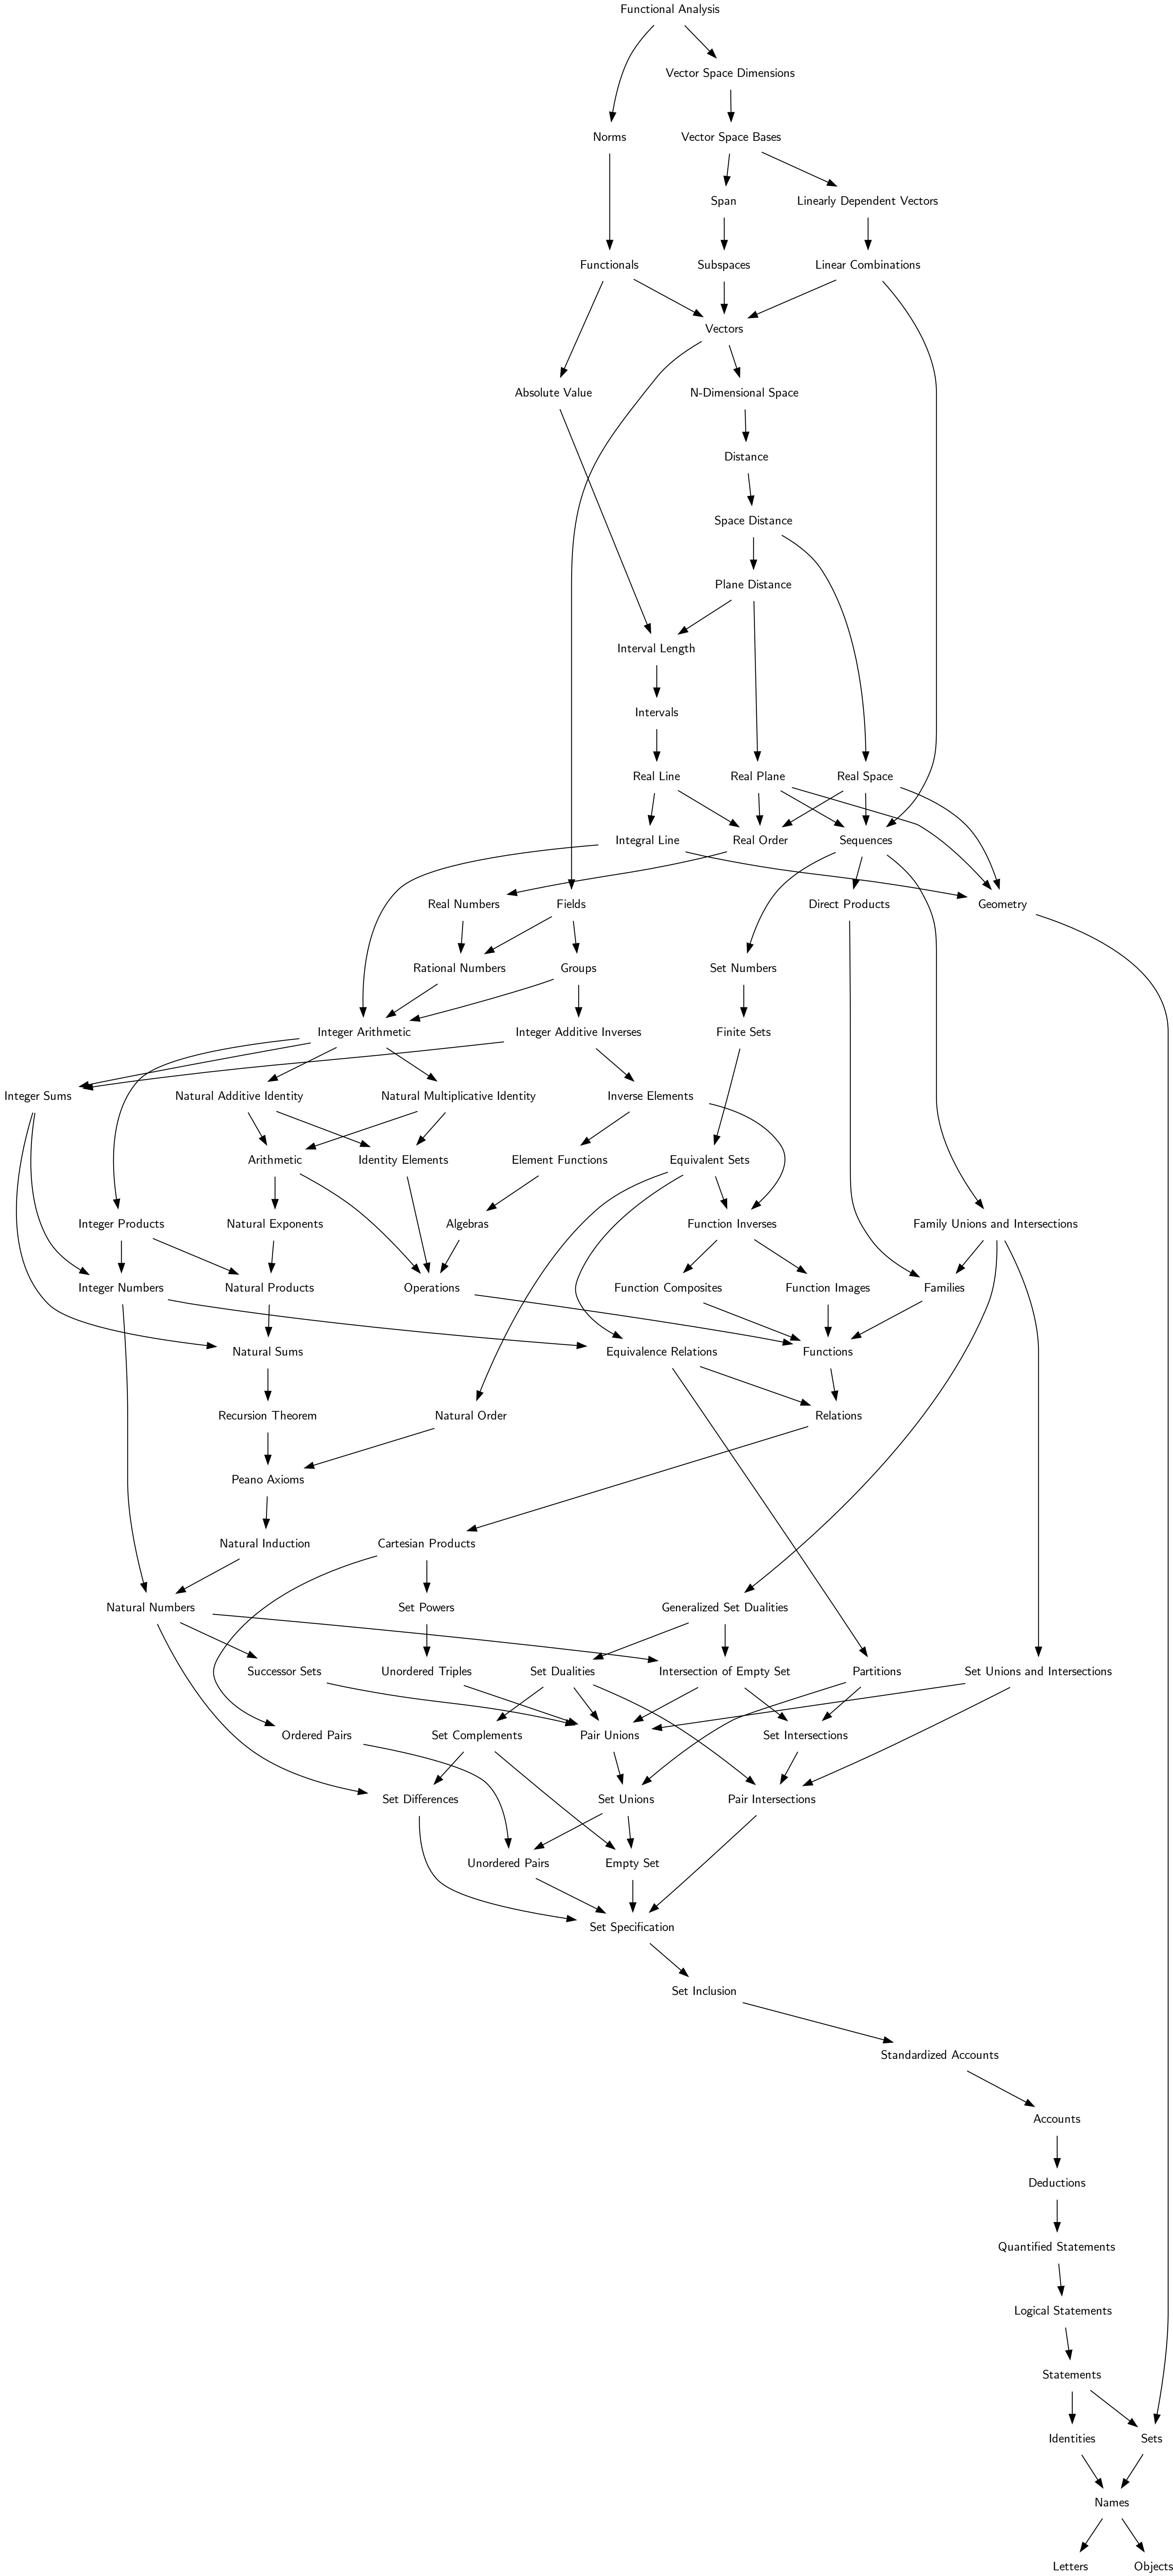 Functional Analysis
Vector Space Dimensions
Norms
Vector Space Bases
Span
Linearly Dependent Vectors
Functionals
Subspaces
Linear Combinations
Vectors
Absolute Value
N-Dimensional Space
Distance
Space Distance
Plane Distance
Interval Length
Intervals
Real Line
Real Plane
Real Space
Integral Line
Real Order
Sequences
Real Numbers
Fields
Direct Products
Geometry
Rational Numbers
Groups
Set Numbers
Integer Arithmetic
Integer Additive Inverses
Finite Sets
Integer Sums
Natural Additive Identity
Natural Multiplicative Identity
Inverse Elements
Arithmetic
Identity Elements
Element Functions
Equivalent Sets
Integer Products
Natural Exponents
Algebras
Function Inverses
Family Unions and Intersections
Integer Numbers
Natural Products
Operations
Function Composites
Function Images
Families
Natural Sums
Equivalence Relations
Functions
Recursion Theorem
Natural Order
Relations
Peano Axioms
Natural Induction
Cartesian Products
Natural Numbers
Set Powers
Generalized Set Dualities
Successor Sets
Unordered Triples
Set Dualities
Intersection of Empty Set
Partitions
Set Unions and Intersections
Ordered Pairs
Set Complements
Pair Unions
Set Intersections
Set Differences
Set Unions
Pair Intersections
Unordered Pairs
Empty Set
Set Specification
Set Inclusion
Standardized Accounts
Accounts
Deductions
Quantified Statements
Logical Statements
Statements
Identities
Sets
Names
Letters
Objects